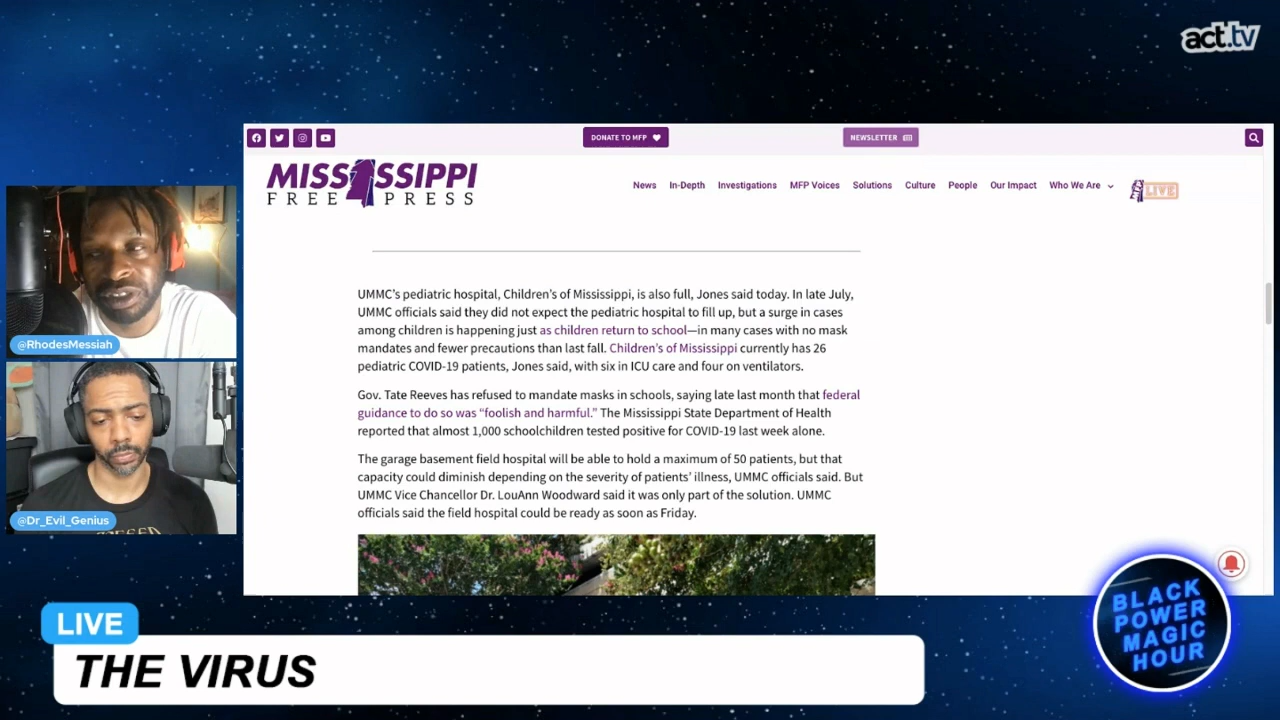 act.tv
DONATE TO MFP
NEWSLETTER
MISSISSIPPI
FREE PRESS
News In-Depth Investigations MFP Voices Solutions Culture People Our Impact Who We Are
LIVE
UMMC's pediatric hospital, Children's of Mississippi, is also full, Jones said today. In late July,
UMMC officials said they did not expect the pediatric hospital to fill up, but a surge in cases
among children is happening just as children return to school—in many cases with no mask
mandates and fewer precautions than last fall. Children's of Mississippi currently has 26
pediatric COVID-19 patients, Jones said, with six in ICU care and four on ventilators.
Gov. Tate Reeves has refused to mandate masks in schools, saying late last month that federal
guidance to do so was “foolish and harmful.” The Mississippi State Department of Health
reported that almost 1,000 schoolchildren tested positive for COVID-19 last week alone.
The garage basement field hospital will be able to hold a maximum of 50 patients, but that
capacity could diminish depending on the severity of patients' illness, UMMC officials said. But
UMMC Vice Chancellor Dr. LouAnn Woodward said it was only part of the solution. UMMC
officials said the field hospital could be ready as soon as Friday.
@RhodesMessiah
@Dr_Evil_Genius
LIVE
THE VIRUS
BLACK
POWER
MAGIC
HOUR